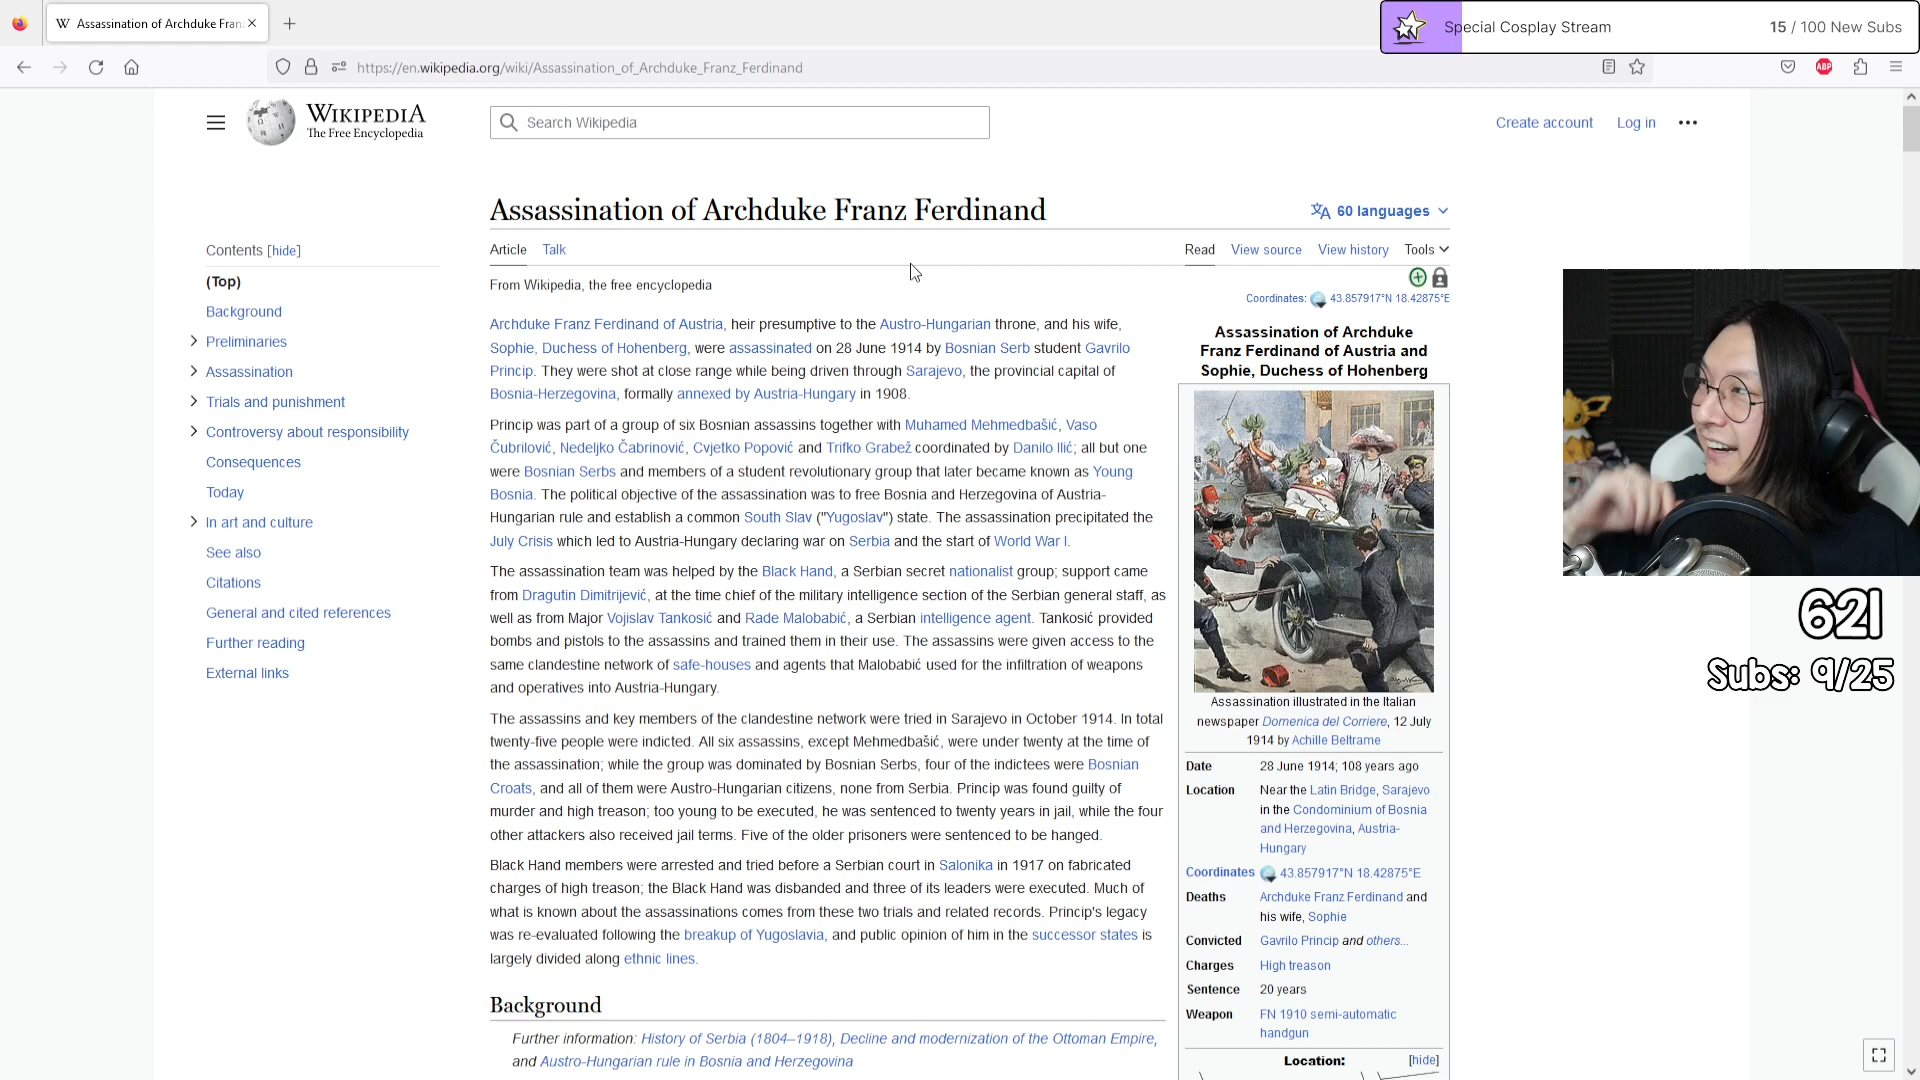 Assassination of Archduke Fran
Special Cosplay Stream
15 / 100 New Subs
https://en.wikipedia.org/wiki/Assassination_of_Archduke_Franz_Ferdinand
ABP
WIKIPEDIA
The Free Encyclopedia
Search Wikipedia
Create account
Log in
Assassination of Archduke Franz Ferdinand
60 languages
Contents [hide]
(Top)
Background
Preliminaries
Assassination
Trials and punishment
Controversy about responsibility
Consequences
Today
In art and culture
See also
Citations
General and cited references
Further reading
External links
Article
Talk
Read
View source
View history
Tools
From Wikipedia, the free encyclopedia
Coordinates: 43.857917°N 18.42875°E
Archduke Franz Ferdinand of Austria, heir presumptive to the Austro-Hungarian throne, and his wife,
Sophie, Duchess of Hohenberg, were assassinated on 28 June 1914 by Bosnian Serb student Gavrilo
Princip. They were shot at close range while being driven through Sarajevo, the provincial capital of
Bosnia-Herzegovina, formally annexed by Austria-Hungary in 1908.
Princip was part of a group of six Bosnian assassins together with Muhamed Mehmedbašić, Vaso
Čubrilović, Nedeljko Čabrinović, Cvjetko Popović and Trifko Grabež coordinated by Danilo Ilić; all but one
were Bosnian Serbs and members of a student revolutionary group that later became known as Young
Bosnia. The political objective of the assassination was to free Bosnia and Herzegovina of Austria-
Hungarian rule and establish a common South Slav ("Yugoslav") state. The assassination precipitated the
July Crisis which led to Austria-Hungary declaring war on Serbia and the start of World War I.
The assassination team was helped by the Black Hand, a Serbian secret nationalist group; support came
from Dragutin Dimitrijević, at the time chief of the military intelligence section of the Serbian general staff, as
well as from Major Vojislav Tankosić and Rade Malobabić, a Serbian intelligence agent. Tankosić provided
bombs and pistols to the assassins and trained them in their use. The assassins were given access to the
same clandestine network of safe-houses and agents that Malobabić used for the infiltration of weapons
and operatives into Austria-Hungary.
The assassins and key members of the clandestine network were tried in Sarajevo in October 1914. In total
twenty-five people were indicted. All six assassins, except Mehmedbašić, were under twenty at the time of
the assassination; while the group was dominated by Bosnian Serbs, four of the indictees were Bosnian
Croats, and all of them were Austro-Hungarian citizens, none from Serbia. Princip was found guilty of
murder and high treason; too young to be executed, he was sentenced to twenty years in jail, while the four
other attackers also received jail terms. Five of the older prisoners were sentenced to be hanged.
Black Hand members were arrested and tried before a Serbian court in Salonika in 1917 on fabricated
charges of high treason; the Black Hand was disbanded and three of its leaders were executed. Much of
what is known about the assassinations comes from these two trials and related records. Princip's legacy
was re-evaluated following the breakup of Yugoslavia, and public opinion of him in the successor states is
largely divided along ethnic lines.
Background
Further information: History of Serbia (1804–1918), Decline and modernization of the Ottoman Empire,
and Austro-Hungarian rule in Bosnia and Herzegovina
Assassination of Archduke
Franz Ferdinand of Austria and
Sophie, Duchess of Hohenberg
Assassination illustrated in the Italian
newspaper Domenica del Corriere, 12 July
1914 by Achille Beltrame
Date 28 June 1914; 108 years ago
Location Near the Latin Bridge, Sarajevo
in the Condominium of Bosnia
and Herzegovina, Austria-
Hungary
Coordinates 43.857917°N 18.42875°E
Deaths Archduke Franz Ferdinand and
his wife, Sophie
Convicted Gavrilo Princip and others...
Charges High treason
Sentence 20 years
Weapon FN 1910 semi-automatic
handgun
Location: [hide]
621
Subs: 9/25